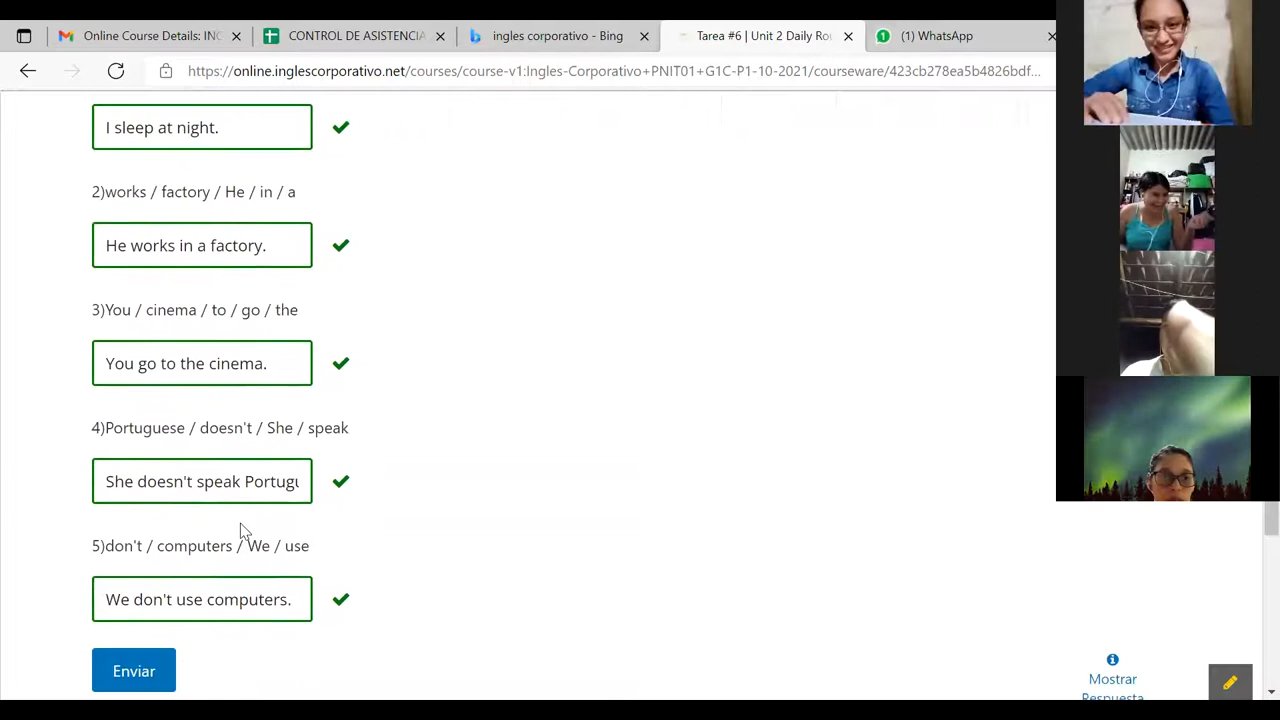 Online Course Details: INC
CONTROL DE ASISTENCIA
ingles corporativo - Bing
Tarea #6 | Unit 2 Daily Rou
(1) WhatsApp
https://online.inglescorporativo.net/courses/course-v1:Ingles-Corporativo+PNIT01+G1C-P1-10-2021/courseware/423cb278ea5b4826bdf...
I sleep at night.
2)works / factory / He / in / a
He works in a factory.
3)You / cinema / to / go / the
You go to the cinema.
4)Portuguese / doesn't / She / speak
She doesn't speak Portugu
5)don't / computers / We / use
We don't use computers.
Enviar
Mostrar
Respuesta